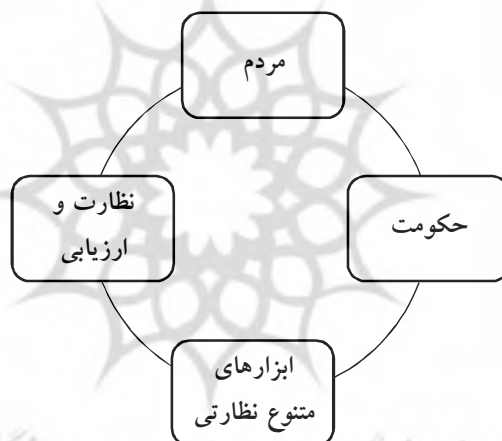 مردم
حکومت
نظارت و
ارزیابی
ابزارهای
متنوع نظارتی